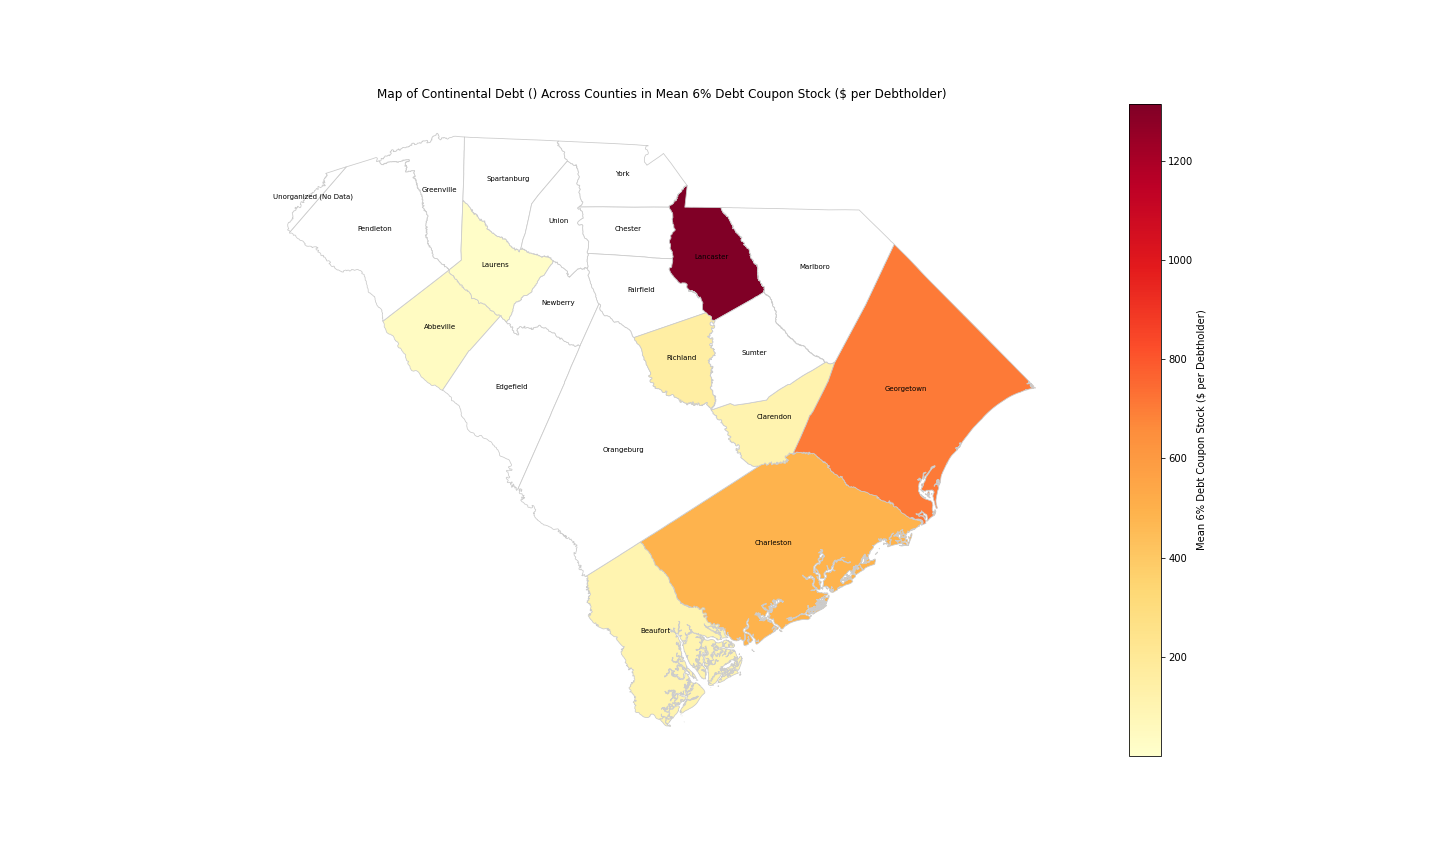 Map of Continental Debt () Across Counties in Mean 6% Debt Coupon Stock ($ per Debtholder)
York
Spartanburg
Greenville
Unorganized (No Data)
Union
Pendleton
Chester
Lancaster
Laurens
Marlboro
Fairfield
Newberry
Abbeville
Sumter
Richland
Edgefield
Georgetown
Clarendon
Orangeburg
Charleston
Beaufort
1200
1000
800
600
400
200
Mean 6% Debt Coupon Stock ($ per Debtholder)